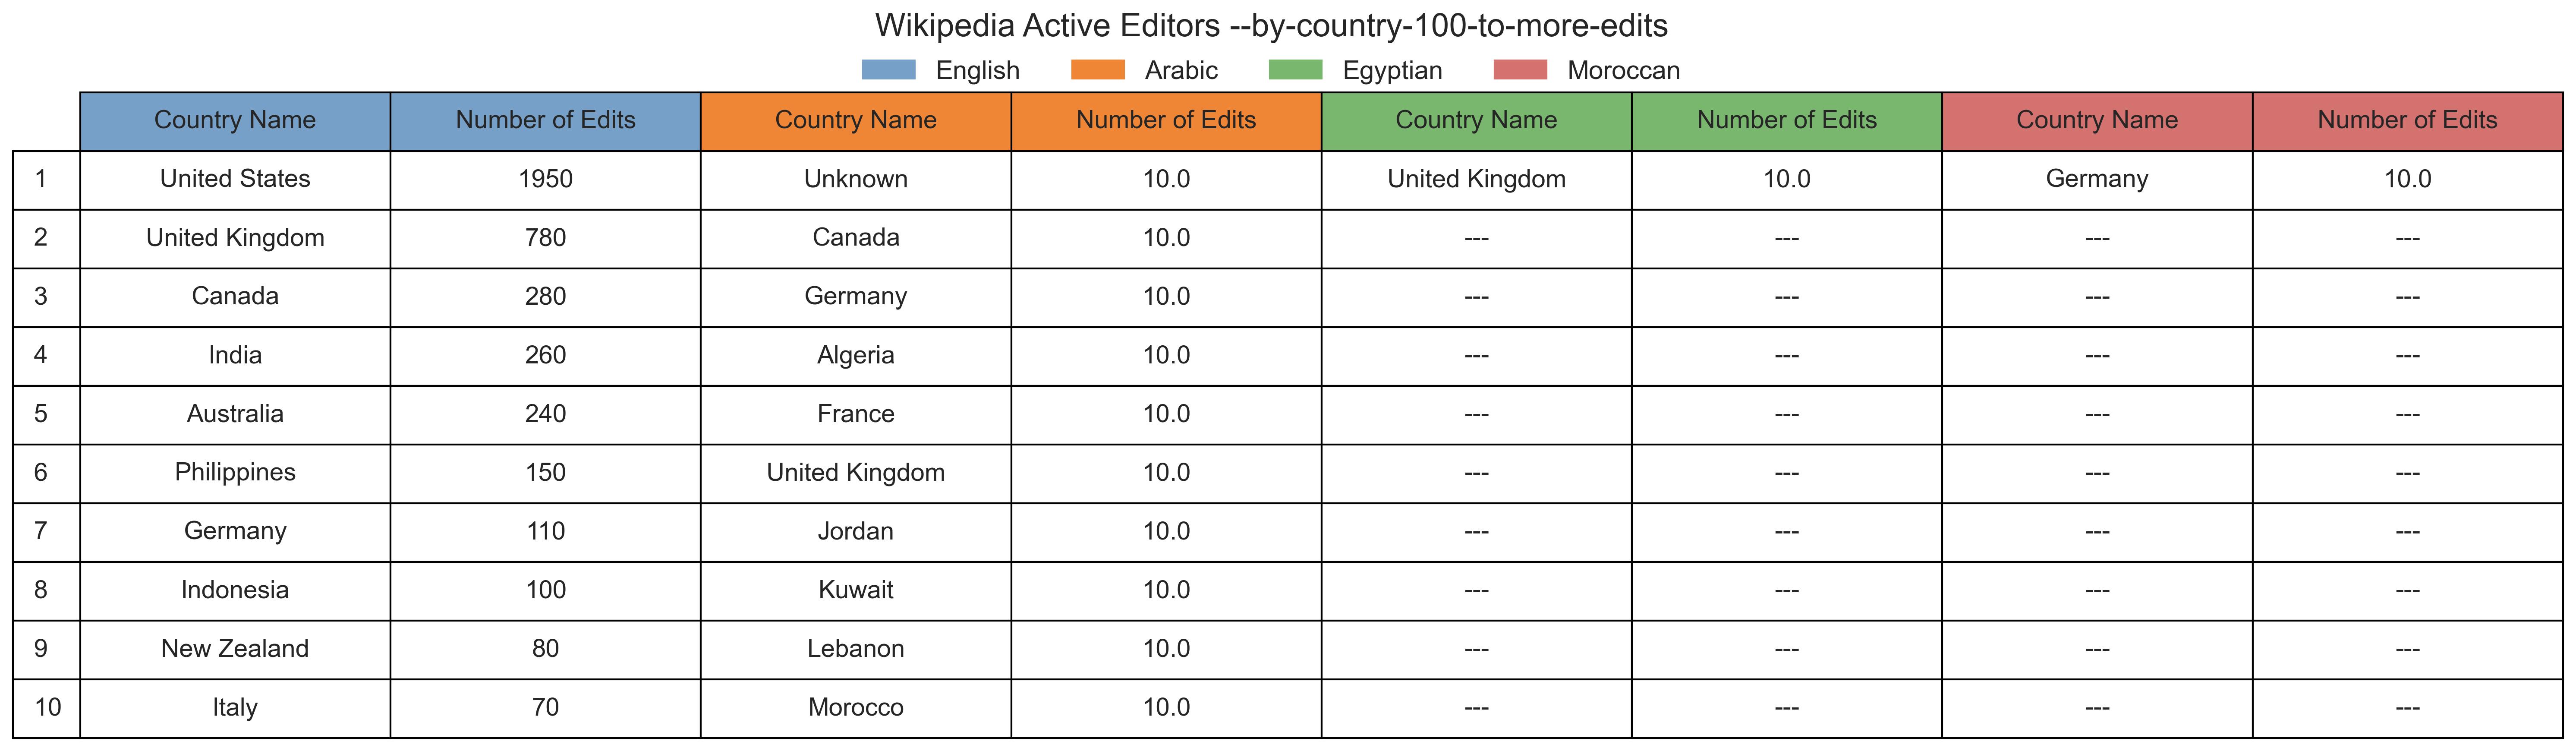 Wikipedia Active Editors --by-country-100-to-more-edits
English Arabic Egyptian Moroccan
Country Name Number of Edits Country Name Number of Edits Country Name Number of Edits Country Name Number of Edits
1 United States 1950 Unknown 10.0 United Kingdom 10.0 Germany 10.0
2 United Kingdom 780 Canada 10.0 --- --- --- ---
3 Canada 280 Germany 10.0 --- --- --- ---
4 India 260 Algeria 10.0 --- --- --- ---
5 Australia 240 France 10.0 --- --- --- ---
6 Philippines 150 United Kingdom 10.0 --- --- --- ---
7 Germany 110 Jordan 10.0 --- --- --- ---
8 Indonesia 100 Kuwait 10.0 --- --- --- ---
9 New Zealand 80 Lebanon 10.0 --- --- --- ---
10 Italy 70 Morocco 10.0 --- --- --- ---